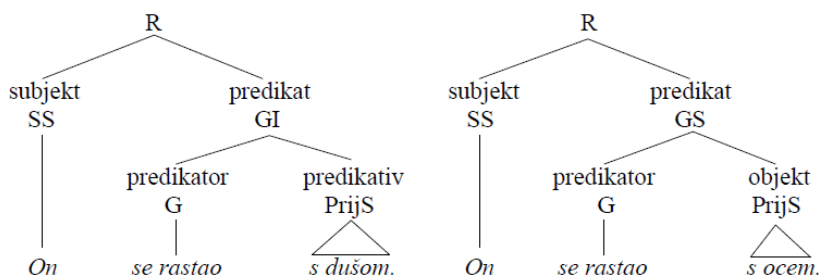 R R
subjekt predikat subjekt predikat
SS GI SS GS
predikator predikativ predikator objekt
G PrijS G PrijS
On se rastao s dušom. On se rastao s ocem.